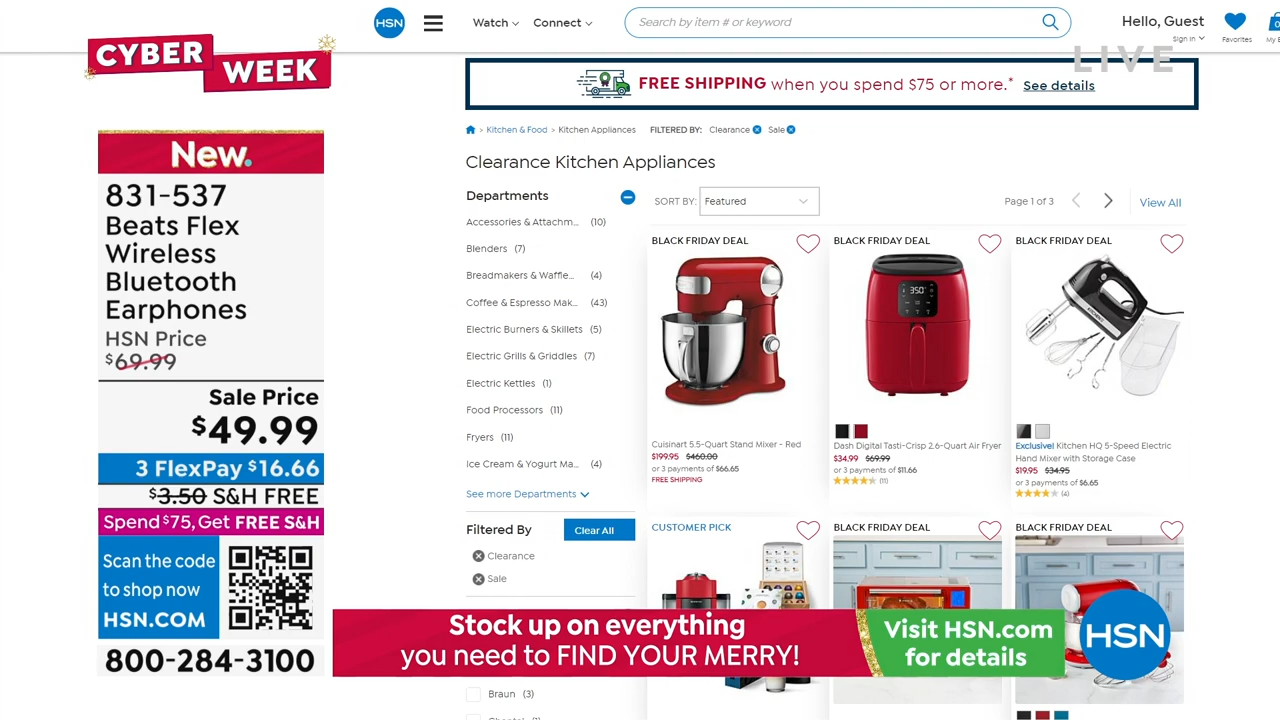 HSN
Watch
Connect
Search by item # or keyword
Hello, Guest
Sign In
Favorites
0
LIVE
CYBER
WEEK
FREE SHIPPING when you spend $75 or more.* See details
> Kitchen & Food > Kitchen Appliances FILTERED BY: Clearance Sale
Clearance Kitchen Appliances
New.
831-537
Beats Flex
Wireless
Bluetooth
Earphones
HSN Price
$69.99
Sale Price
$49.99
3 FlexPay $16.66
$3.50 S&H FREE
Spend $75, Get FREE S&H
Scan the code
to shop now
HSN.COM
800-284-3100
Departments
Accessories & Attachm... (10)
Blenders (7)
Breadmakers & Waffle... (4)
Coffee & Espresso Mak... (43)
Electric Burners & Skillets (5)
Electric Grills & Griddles (7)
Electric Kettles (1)
Food Processors (11)
Fryers (11)
Ice Cream & Yogurt Ma... (4)
See more Departments
Filtered By Clear All
Clearance
Sale
Braun (3)
SORT BY: Featured
Page 1 of 3
View All
BLACK FRIDAY DEAL
Cuisinart 5.5-Quart Stand Mixer - Red
$199.95 $460.00
or 3 payments of $66.65
FREE SHIPPING
BLACK FRIDAY DEAL
350°
Dash Digital Tasti-Crisp 2.6-Quart Air Fryer
$34.99 $69.99
or 3 payments of $11.66
(11)
BLACK FRIDAY DEAL
Exclusive! Kitchen HQ 5-Speed Electric
Hand Mixer with Storage Case
$19.95 $34.95
or 3 payments of $6.65
(4)
CUSTOMER PICK
BLACK FRIDAY DEAL
BLACK FRIDAY DEAL
Stock up on everything
you need to FIND YOUR MERRY!
Visit HSN.com
for details
HSN